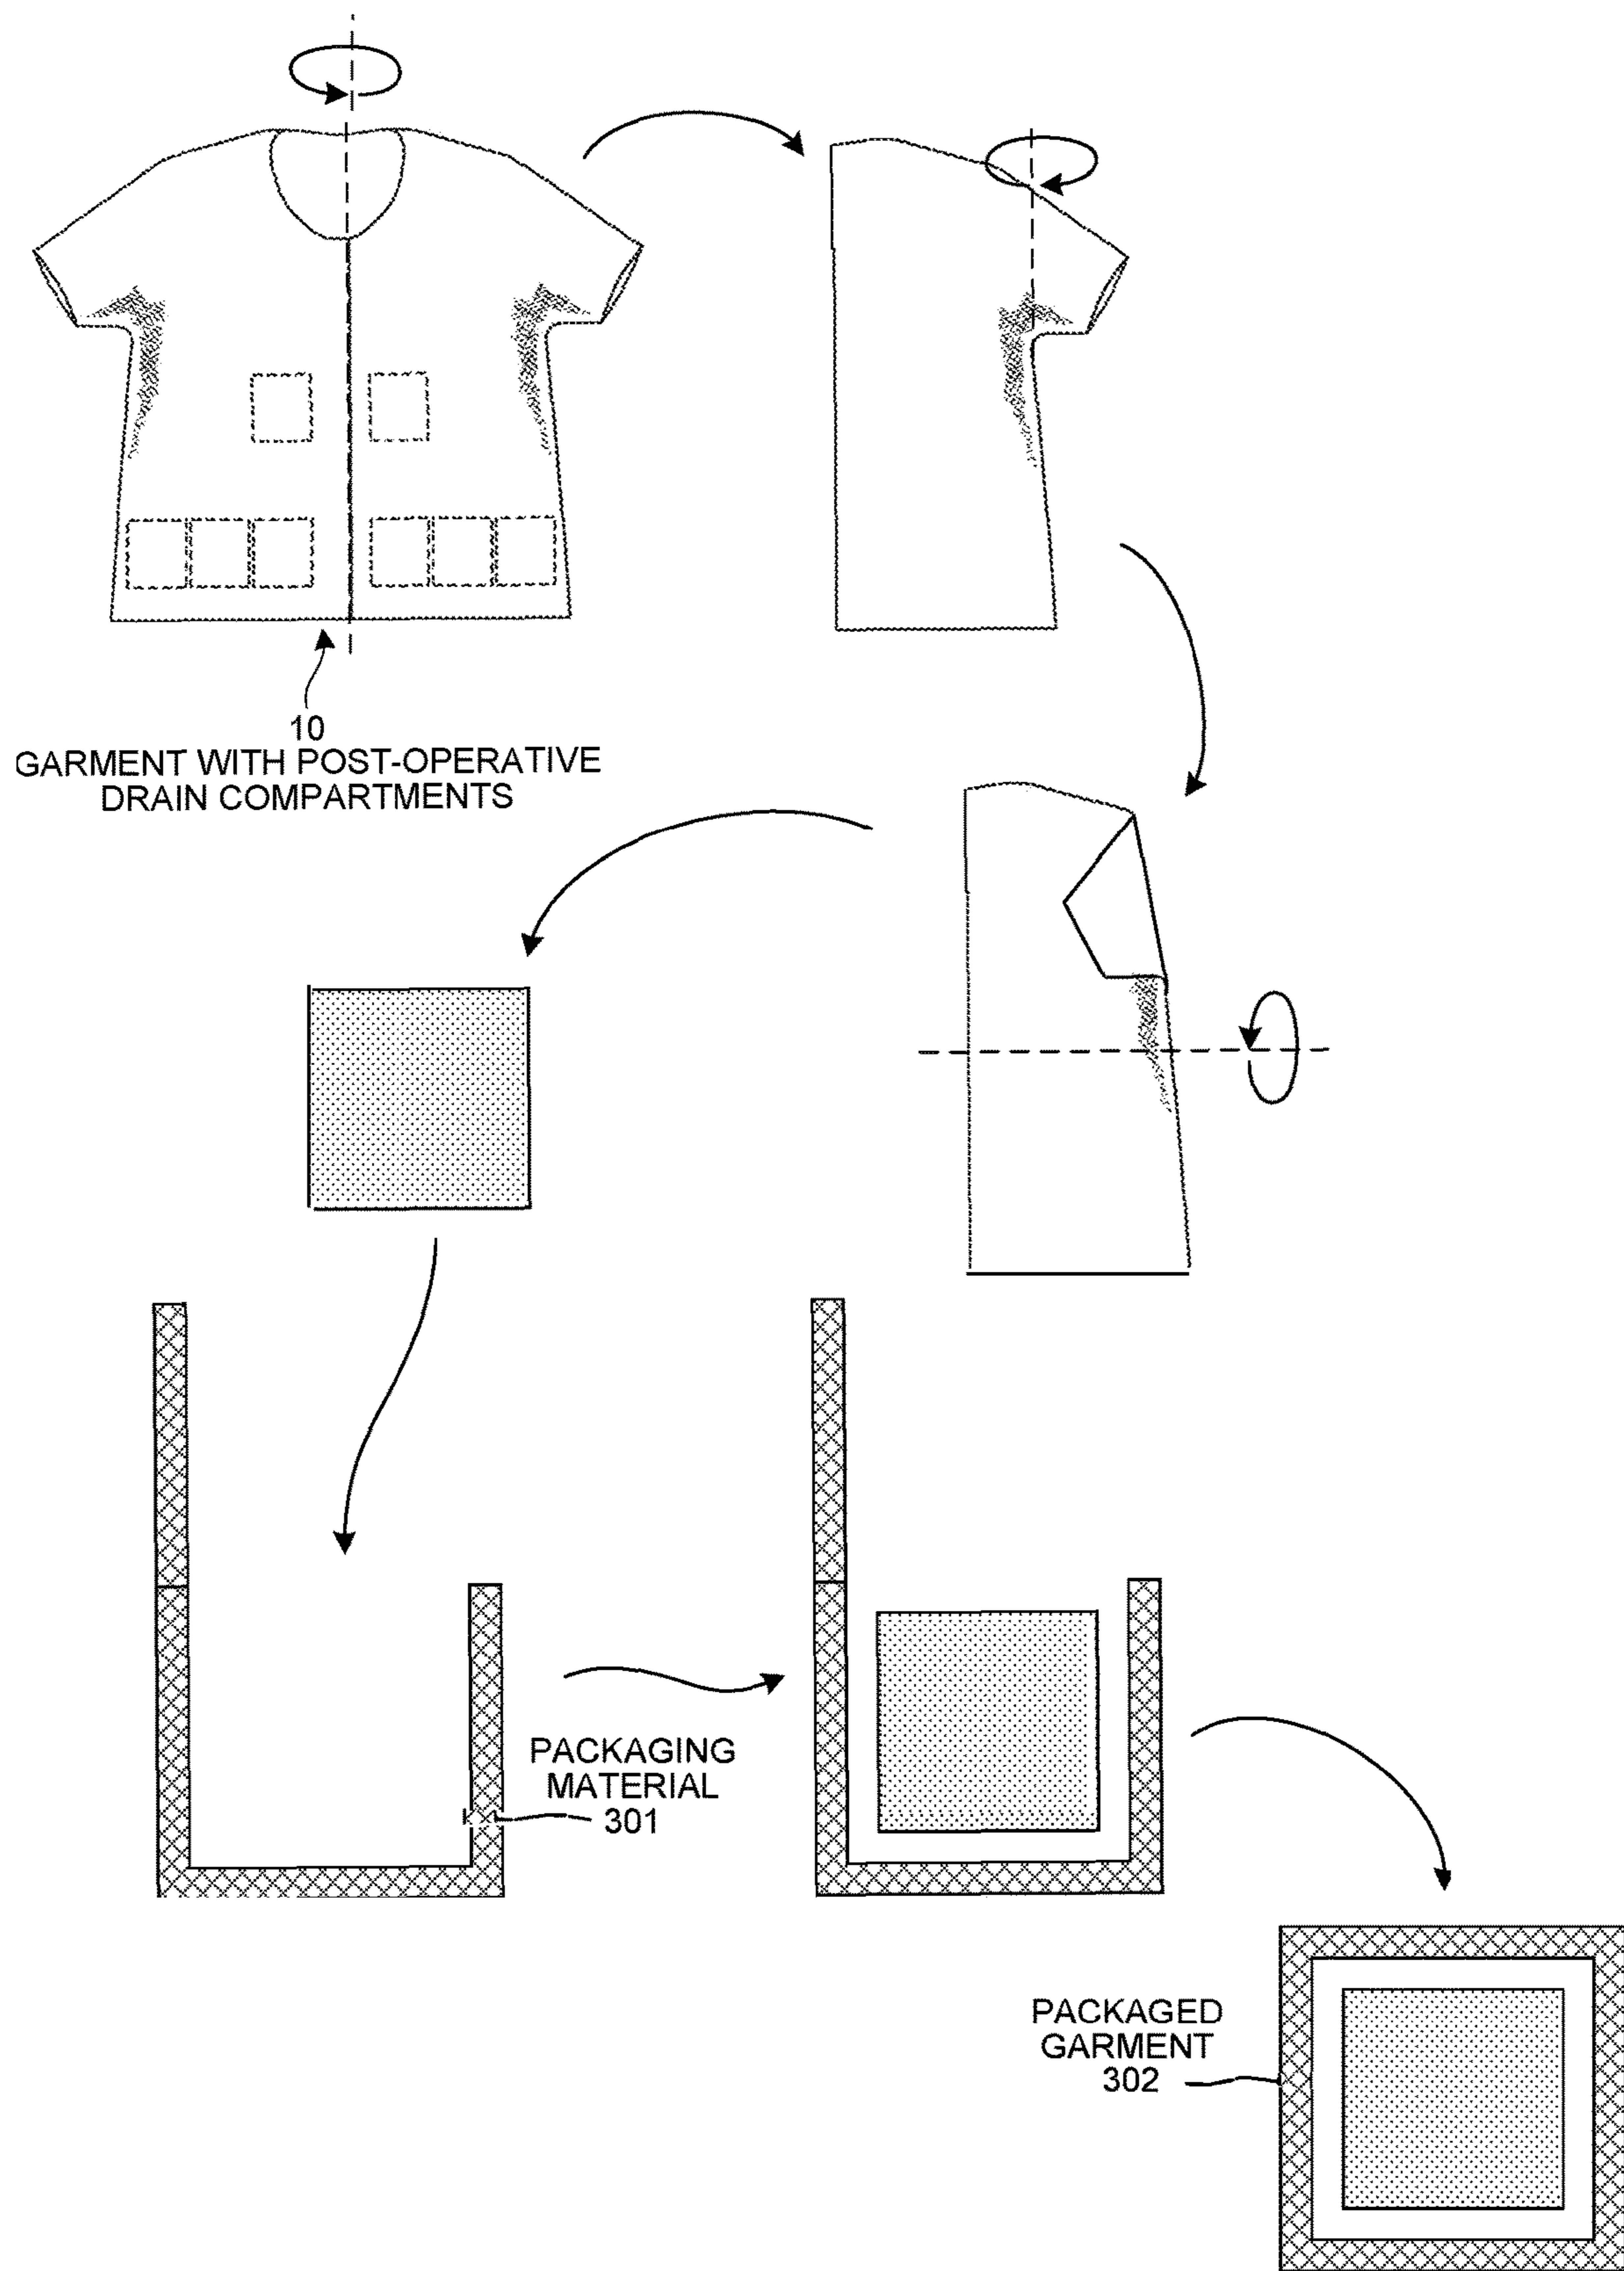 10
GARMENT WITH POST-OPERATIVE
DRAIN COMPARTMENTS
PACKAGING
MATERIAL
301
PACKAGED
GARMENT
302